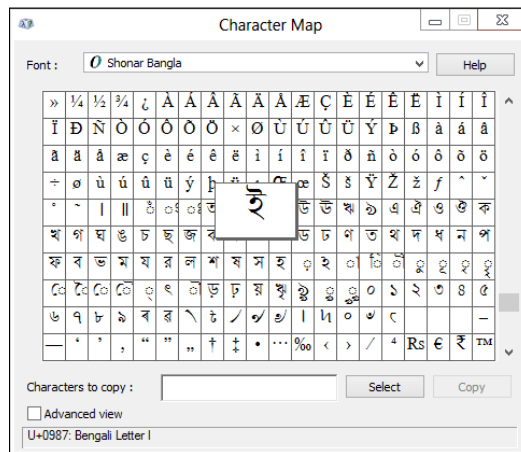 Character Map
Font : O Shonar Bangla Help
» ¼ ½ ¾ ¿ À Á Â Ã Ä Å Æ Ç È É Ê Ë Ì Í Î
Ï Ð Ñ Ò Ó Ô Õ Ö × Ø Ù Ú Û Ü Ý Þ ß à á â
ã ä å æ ç è é ê ë ì í î ï ð ñ ò ó ô õ ö
÷ ø ù ú û ü ý þ œ Š š Ÿ Ž ž ƒ ˆ ˜
° ~ । ॥ ঁ ং ঃ ই উ ঊ ঋ ঌ এ ঐ ও ঔ ক
খ গ ঘ ঙ চ ছ জ ড ঢ ণ ত থ দ ধ ন প
ফ ব ভ ম য র ল শ ষ স হ ় ঽ া ি ী ু ূ ৃ ৄ
ে ৈ ো ৌ ্ ৎ ৗ ড় ঢ় য় ৠ ৡ ৢ ৣ ০ ১ ২ ৩ ৪ ৫
৬ ৭ ৮ ৯ ৰ ৱ ৲ ৳ ৴ ৵ ৶ ৷ ৸ ৹ ৺ –
— ‘ ’ ‚ “ ” „ † ‡ • … ‰ ‹ › ⁄ ⁴ Rs € ₹ ™
Characters to copy : Select Copy
Advanced view
U+0987: Bengali Letter I